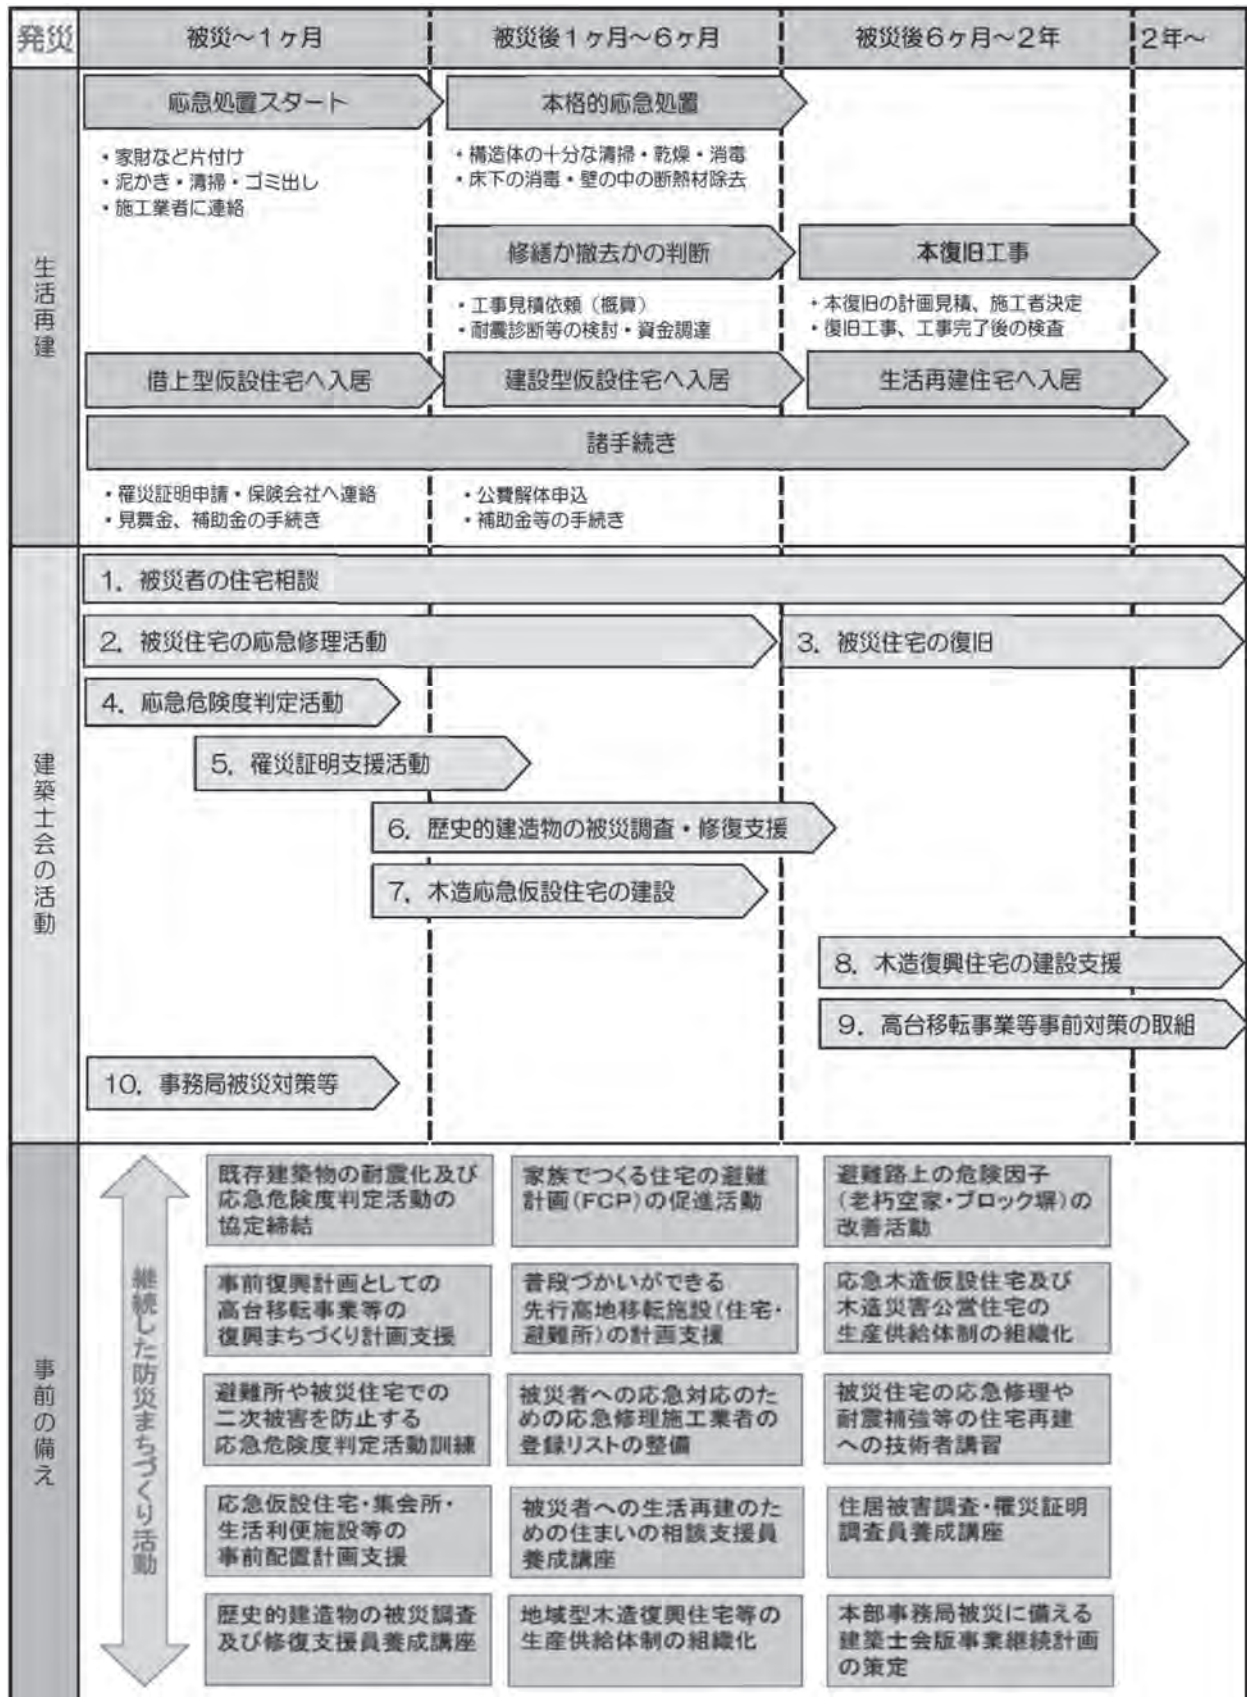 発災
被災～1ヶ月
被災後1ヶ月～6ヶ月
被災後6ヶ月～2年
2年～
生活再建
応急処置スタート
本格的応急処置
・家財など片付け
・泥かき・清掃・ゴミ出し
・施工業者に連絡
・構造体の十分な清掃・乾燥・消毒
・床下の消毒・壁の中の断熱材除去
修繕か撤去かの判断
本復旧工事
・工事見積依頼（概算）
・耐震診断等の検討・資金調達
・本復旧の計画見積、施工者決定
・復旧工事、工事完了後の検査
借上型仮設住宅へ入居
建設型仮設住宅へ入居
生活再建住宅へ入居
諸手続き
・罹災証明申請・保険会社へ連絡
・見舞金、補助金の手続き
・公費解体申込
・補助金等の手続き
建築士会の活動
1．被災者の住宅相談
2．被災住宅の応急修理活動
3．被災住宅の復旧
4．応急危険度判定活動
5．罹災証明支援活動
6．歴史的建造物の被災調査・修復支援
7．木造応急仮設住宅の建設
8．木造復興住宅の建設支援
9．高台移転事業等事前対策の取組
10．事務局被災対策等
事前の備え
継続した防災まちづくり活動
既存建築物の耐震化及び
応急危険度判定活動の
協定締結
家族でつくる住宅の避難
計画（FCP）の促進活動
避難路上の危険因子
（老朽空家・ブロック塀）の
改善活動
事前復興計画としての
高台移転事業等の
復興まちづくり計画支援
普段づかいができる
先行高地移転施設（住宅・
避難所）の計画支援
応急木造仮設住宅及び
木造災害公営住宅の
生産供給体制の組織化
避難所や被災住宅での
二次被害を防止する
応急危険度判定活動訓練
被災者への応急対応のた
めの応急修理施工業者の
登録リストの整備
被災住宅の応急修理や
耐震補強等の住宅再建
への技術者講習
応急仮設住宅・集会所・
生活利便施設等の
事前配置計画支援
被災者への生活再建のた
めの住まいの相談支援員
養成講座
住居被害調査・罹災証明
調査員養成講座
歴史的建造物の被災調査
及び修復支援員養成講座
地域型木造復興住宅等の
生産供給体制の組織化
本部事務局被災に備える
建築士会版事業継続計画
の策定